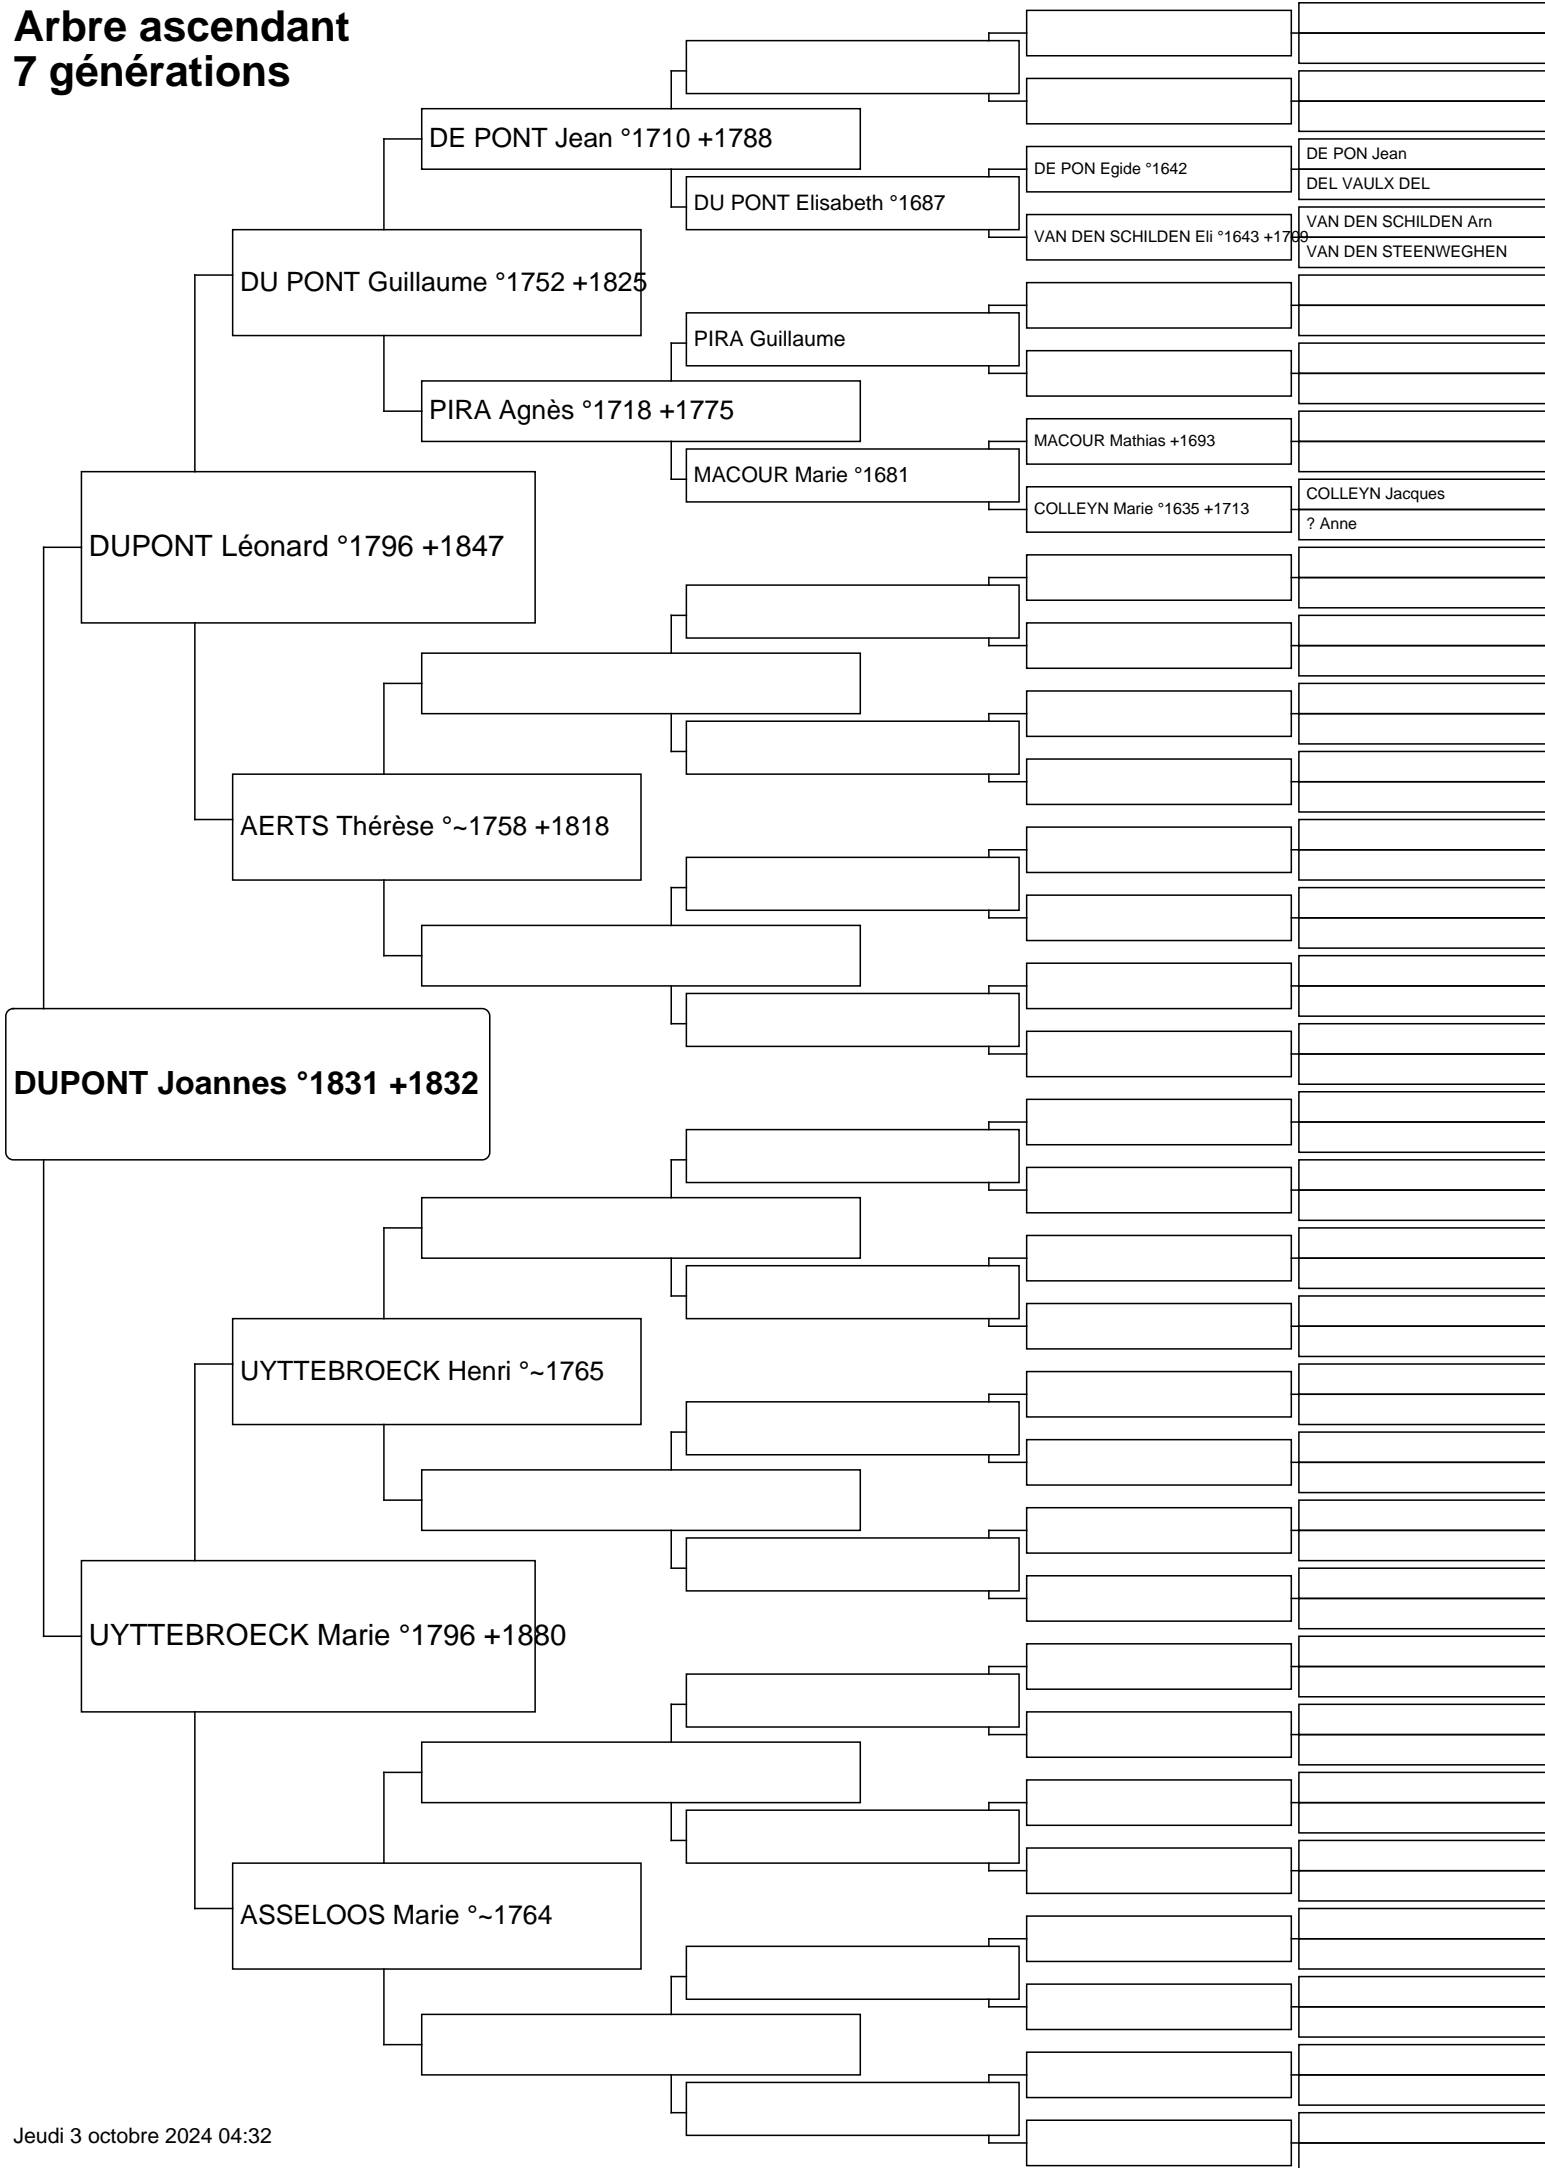 Arbre ascendant
7 générations
DE PONT Jean °1710 +1788
DE PON Egide °1642
DE PON Jean
DEL VAULX DEL
DU PONT Elisabeth °1687
VAN DEN SCHILDEN Eli °1643 +1709
VAN DEN SCHILDEN Arn
VAN DEN STEENWEGHEN
DU PONT Guillaume °1752 +1825
PIRA Guillaume
PIRA Agnès °1718 +1775
MACOUR Mathias +1693
MACOUR Marie °1681
COLLEYN Marie °1635 +1713
COLLEYN Jacques
? Anne
DUPONT Léonard °1796 +1847
AERTS Thérèse °~1758 +1818
DUPONT Joannes °1831 +1832
UYTTEBROECK Henri °~1765
UYTTEBROECK Marie °1796 +1880
ASSELOOS Marie °~1764
Jeudi 3 octobre 2024 04:32